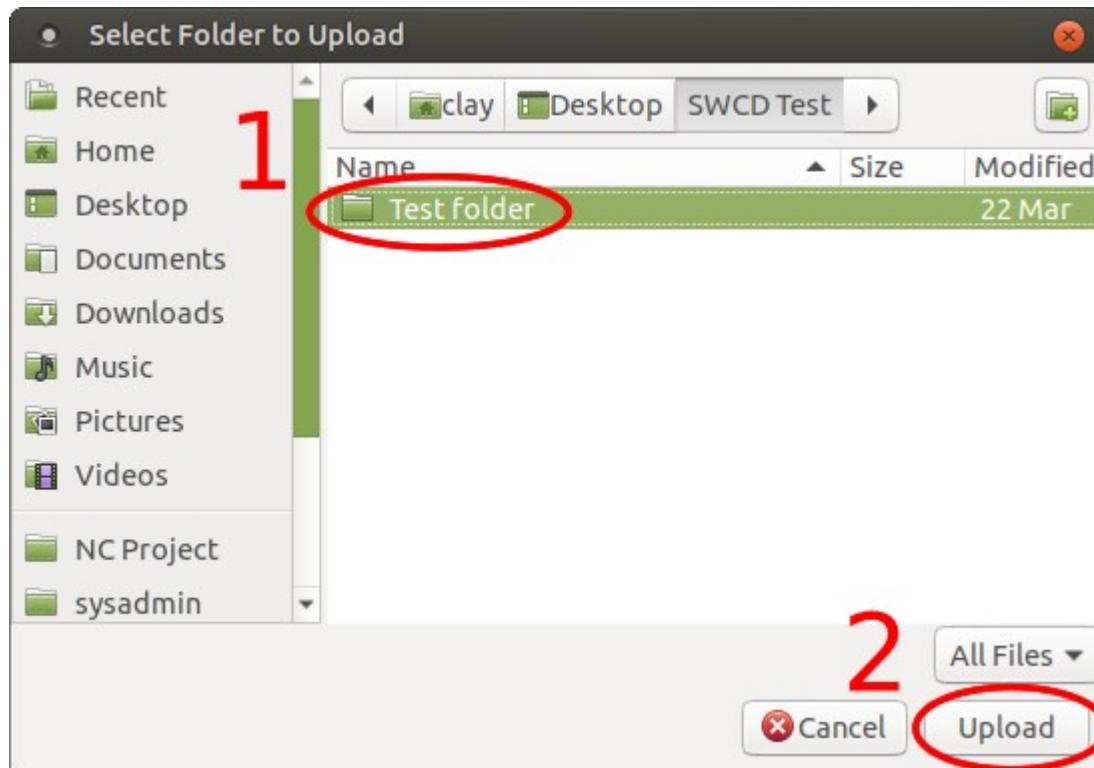 Select Folder to Upload
Recent
Home
Desktop
Documents
Downloads
Music
Pictures
Videos
NC Project
sysadmin
1
clay Desktop SWCD Test
Name Size Modified
Test folder 22 Mar
2
All Files
Cancel Upload